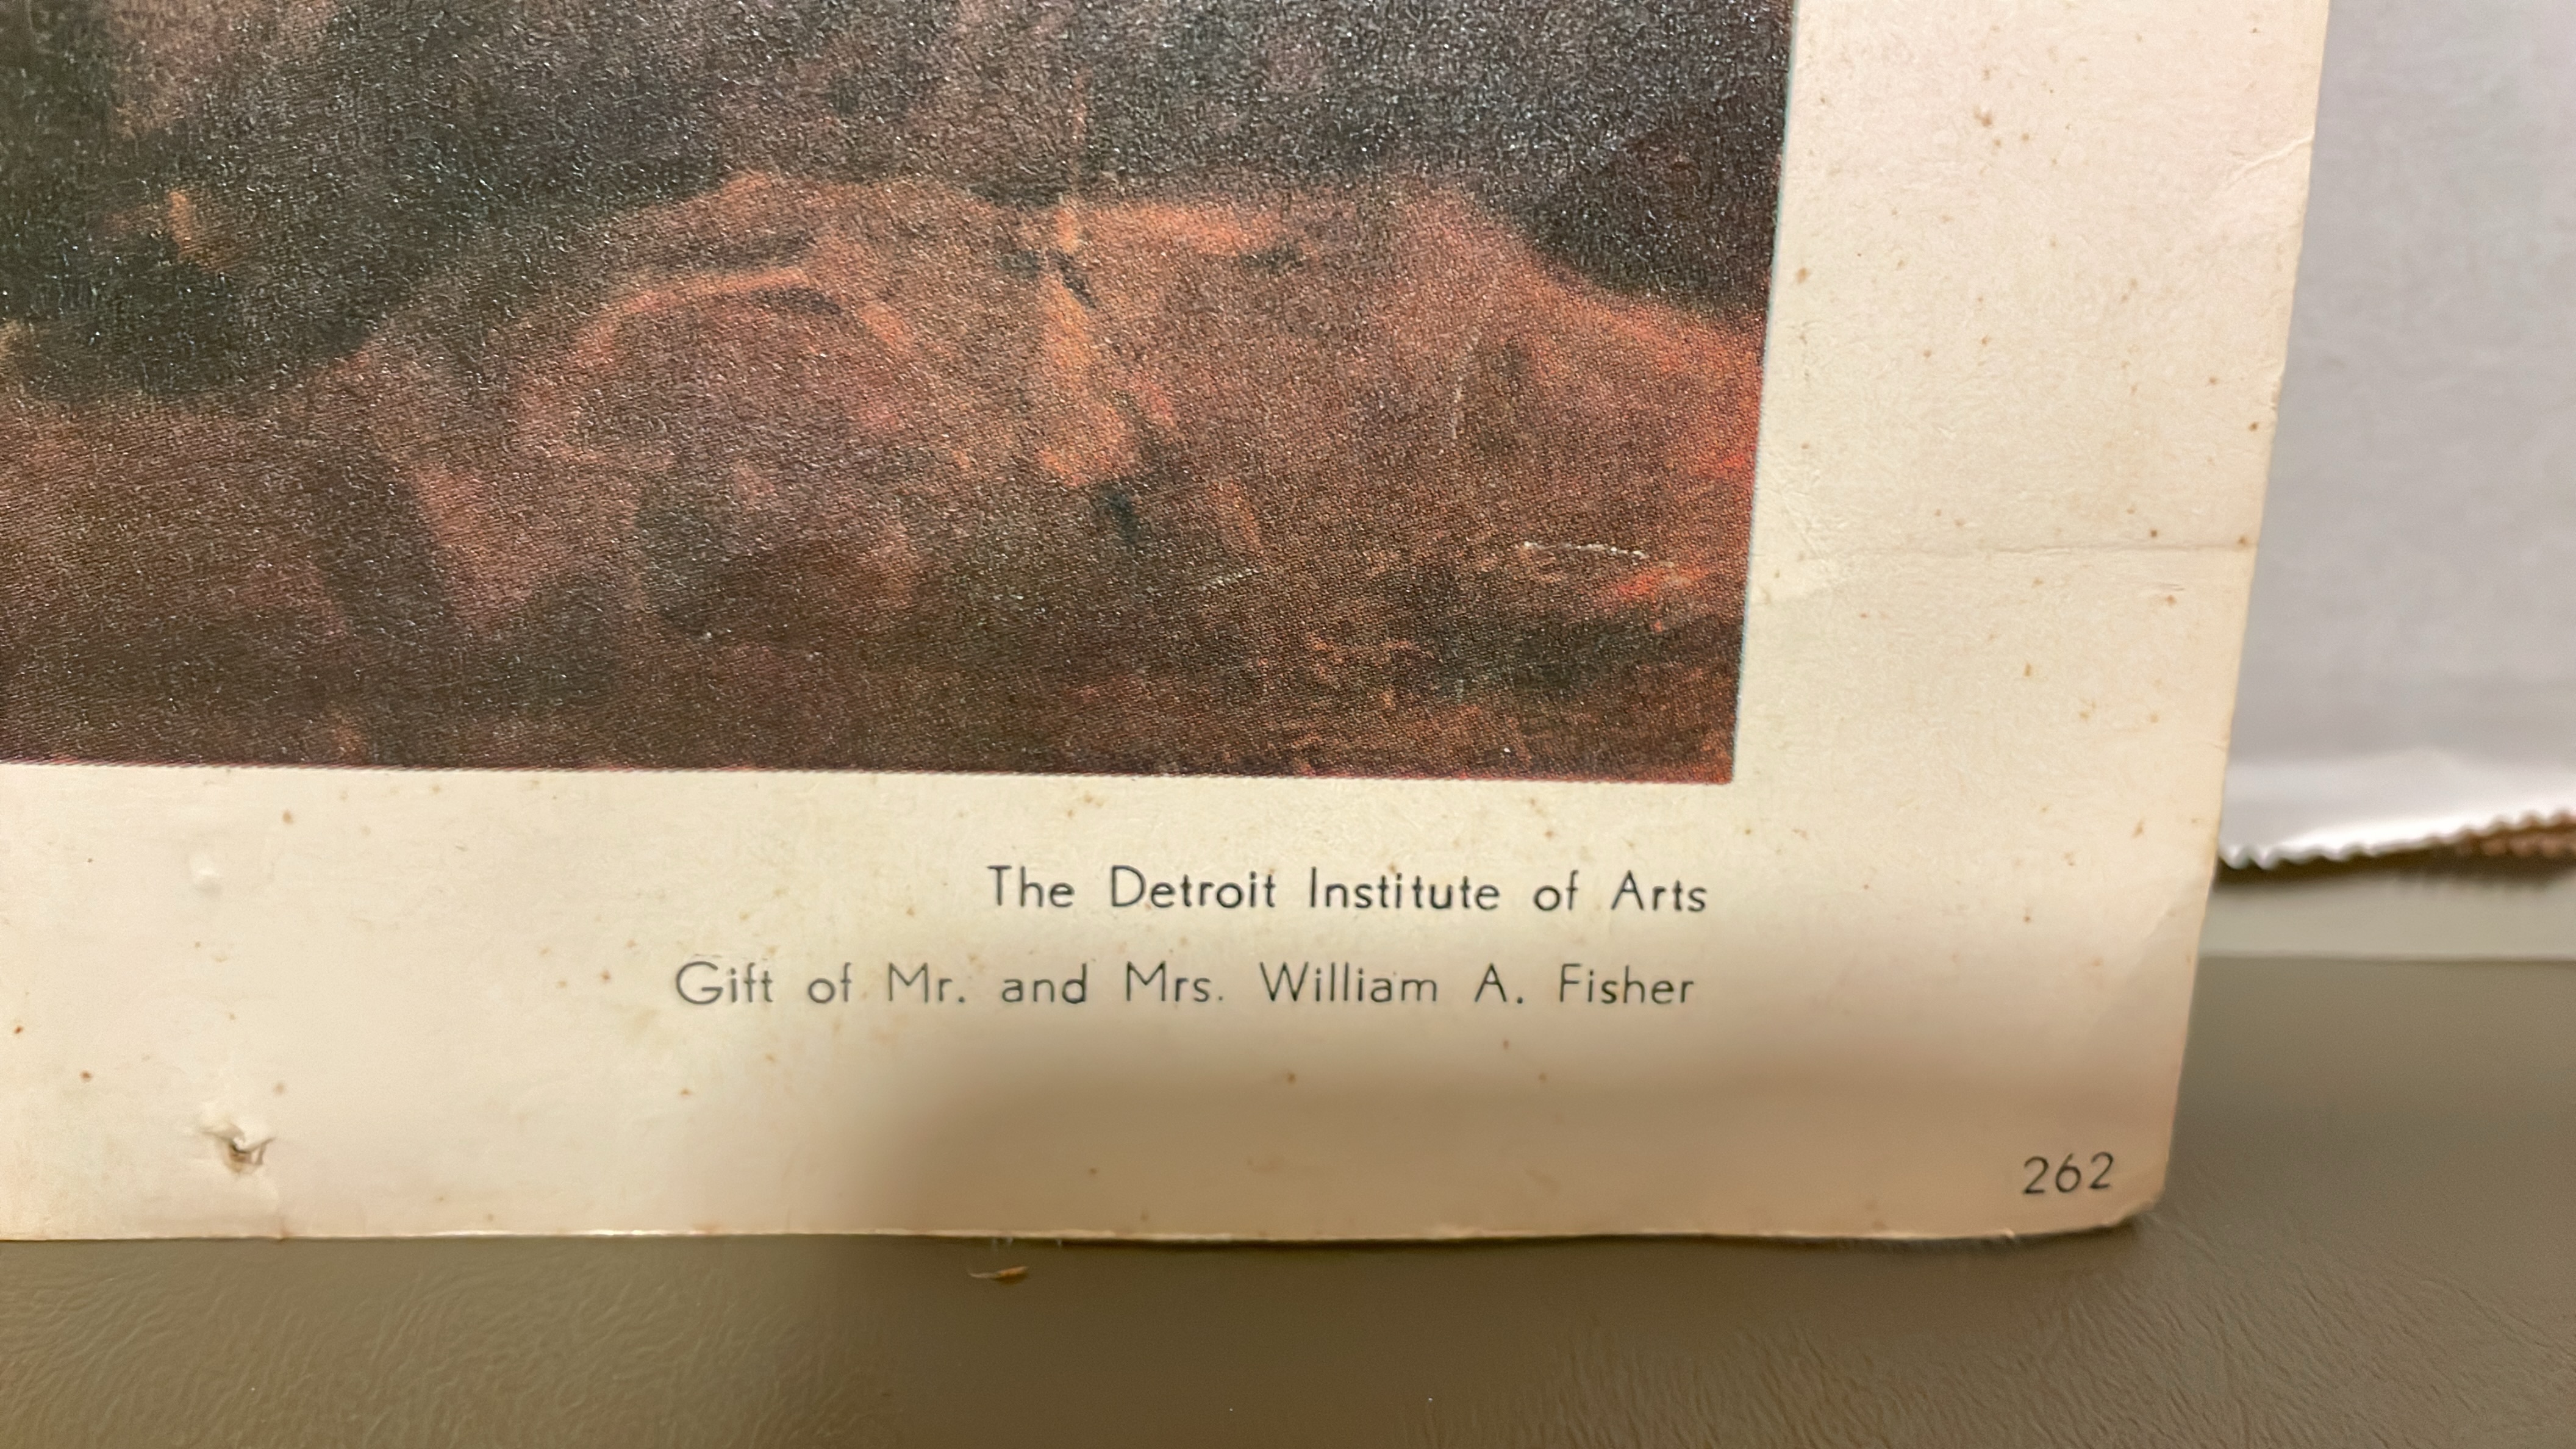 The Detroit Institute of Arts
Gift of Mr. and Mrs. William A. Fisher
262